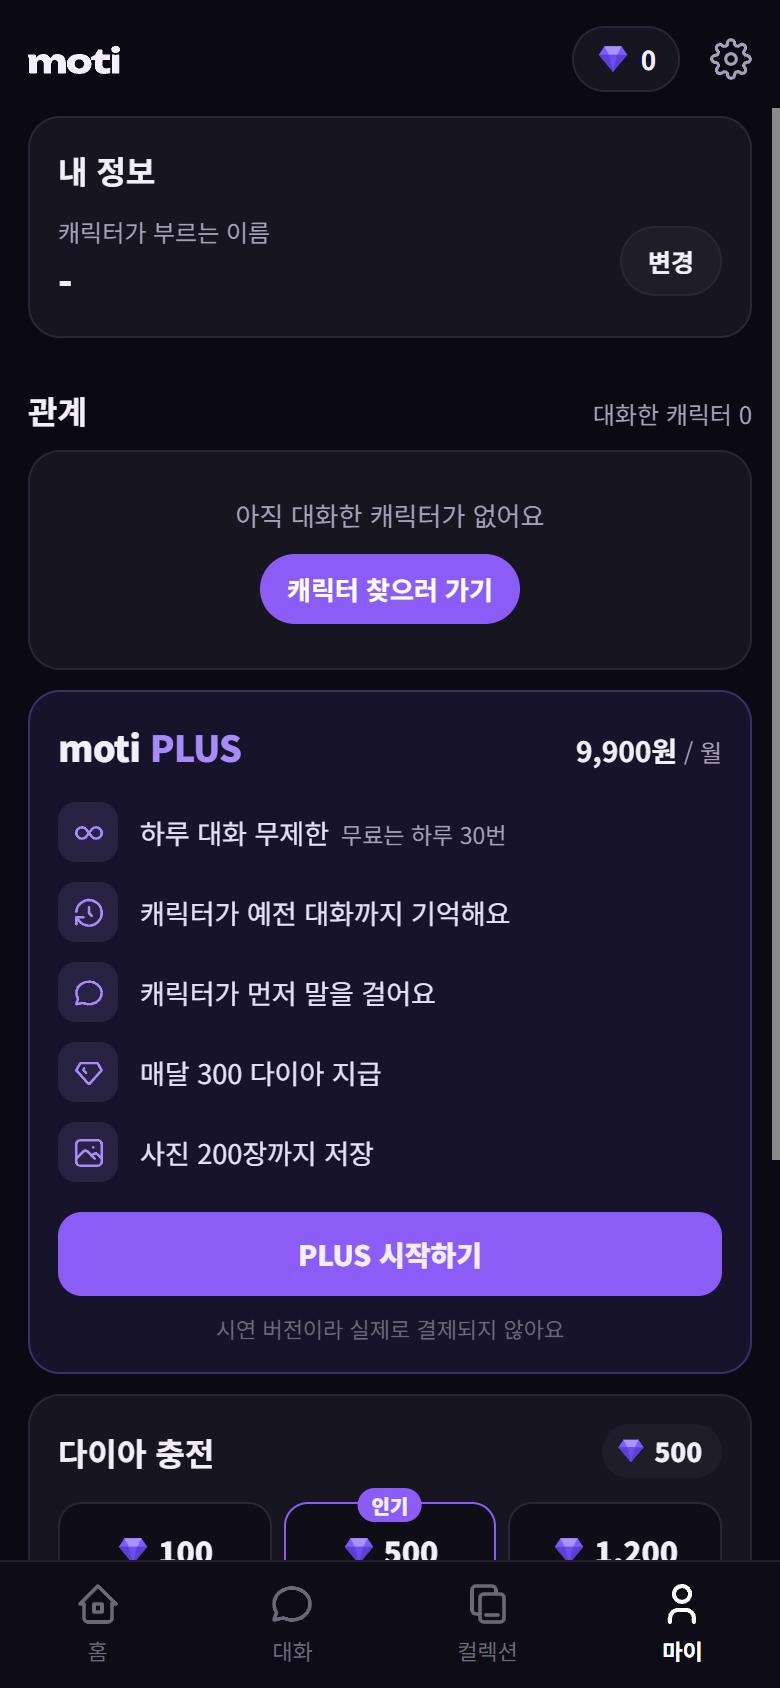 moti
0
내 정보
캐릭터가 부르는 이름
-
변경
관계
대화한 캐릭터 0
아직 대화한 캐릭터가 없어요
캐릭터 찾으러 가기
moti PLUS
9,900원 / 월
하루 대화 무제한 무료는 하루 30번
캐릭터가 예전 대화까지 기억해요
캐릭터가 먼저 말을 걸어요
매달 300 다이아 지급
사진 200장까지 저장
PLUS 시작하기
시연 버전이라 실제로 결제되지 않아요
다이아 충전
500
인기
100
500
1,200
홈
대화
컬렉션
마이